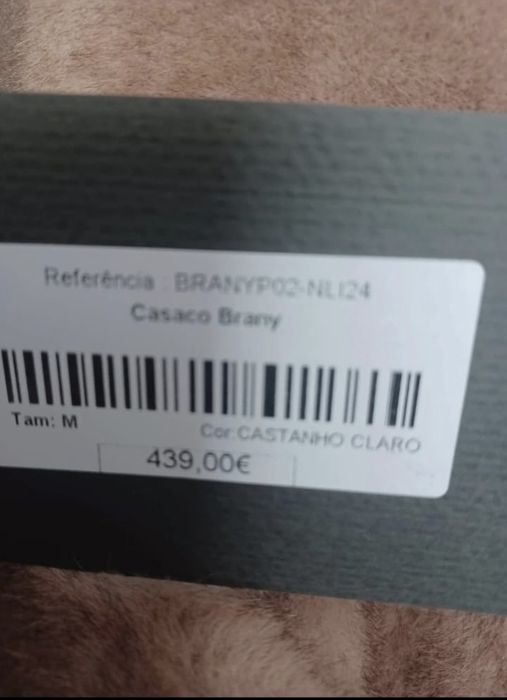 Referência : BRANYP02-NLI24
Casaco Brany
Tam: M
Cor:CASTANHO CLARO
439,00€